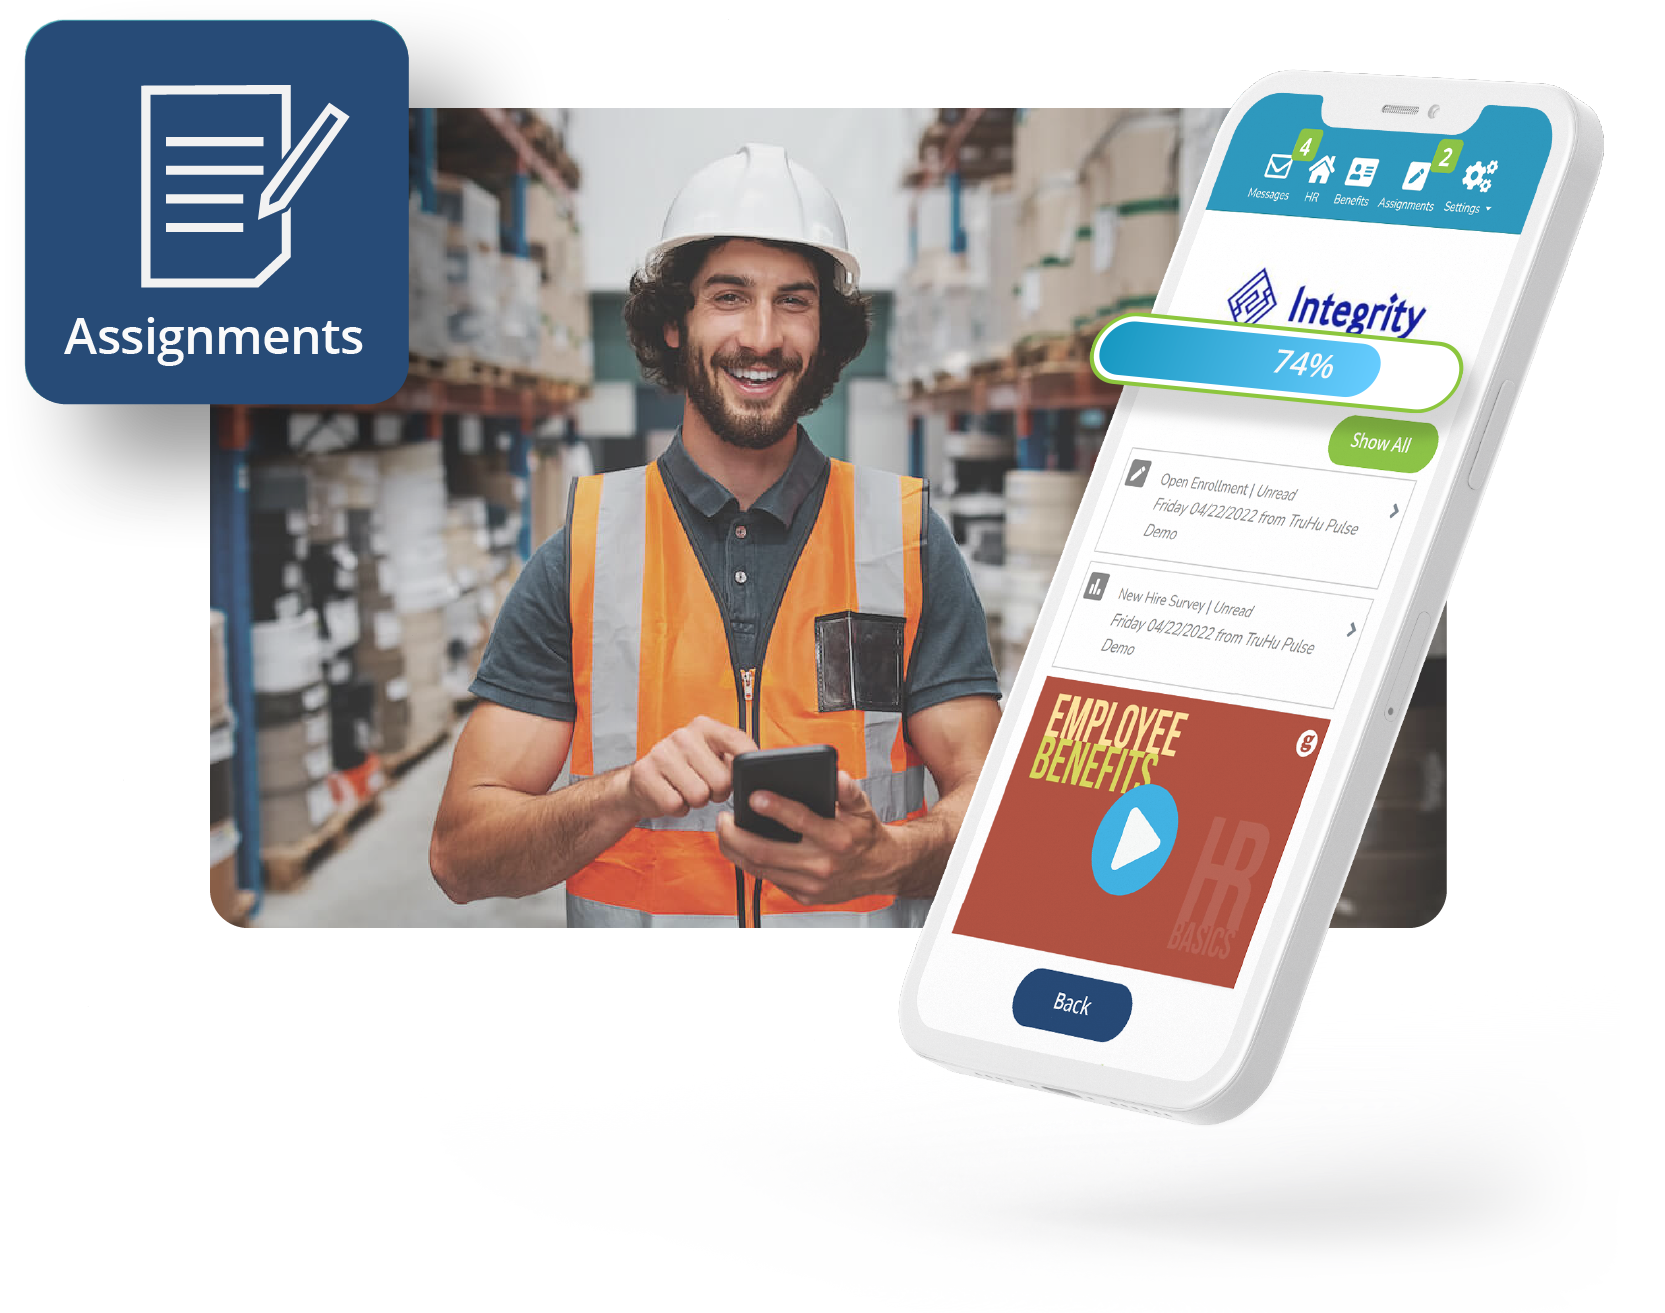 Assignments
4
2
Messages HR Benefits Assignments Settings
Integrity
74%
Show All
Open Enrollment | Unread
Friday 04/22/2022 from TruHu Pulse
Demo
New Hire Survey | Unread
Friday 04/22/2022 from TruHu Pulse
Demo
EMPLOYEE
BENEFITS
g
HR
BASICS
Back